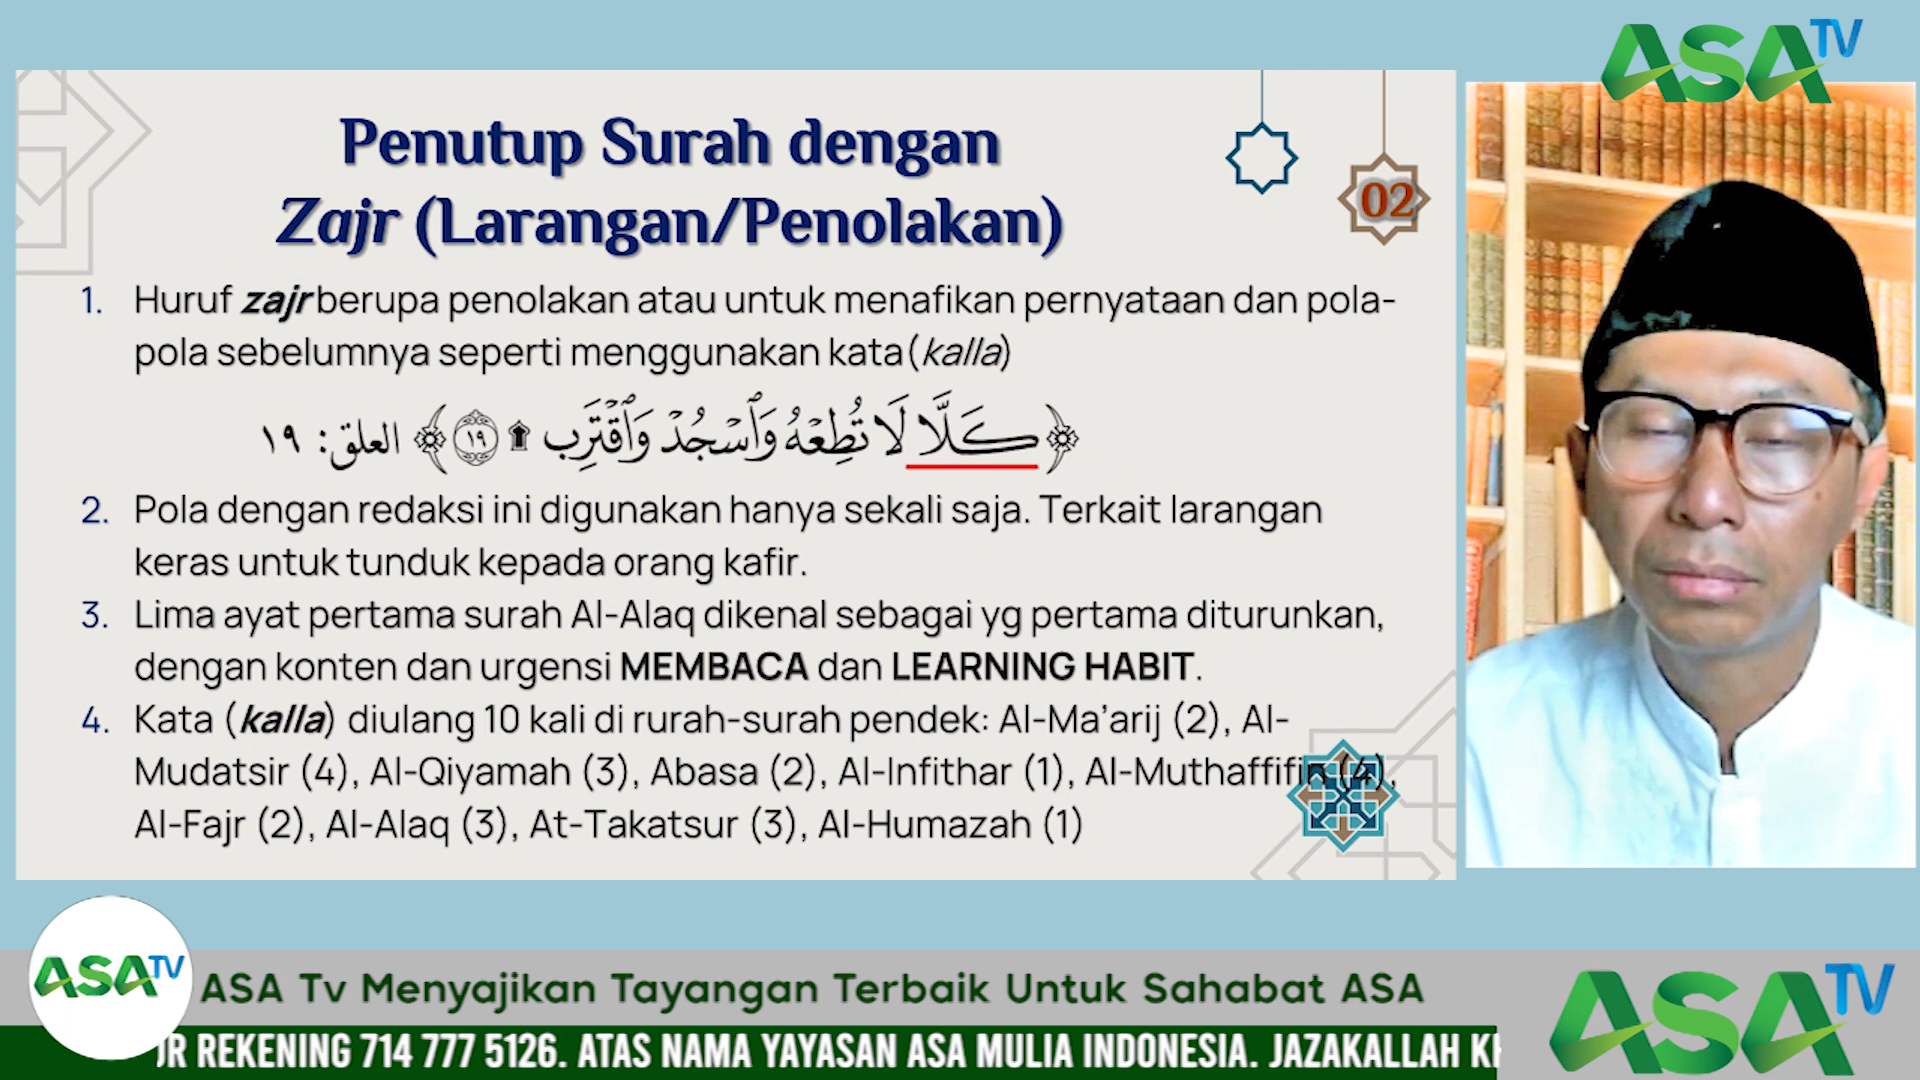 ASA TV
Penutup Surah dengan
Zajr (Larangan/Penolakan)
02
1. Huruf zajr berupa penolakan atau untuk menafikan pernyataan dan pola-
pola sebelumnya seperti menggunakan kata (kalla)
﴿كَلَّا لَا تُطِعْهُ وَٱسْجُدْ وَٱقْتَرِب ۩ ١٩﴾ العلق: ١٩
2. Pola dengan redaksi ini digunakan hanya sekali saja. Terkait larangan
keras untuk tunduk kepada orang kafir.
3. Lima ayat pertama surah Al-Alaq dikenal sebagai yg pertama diturunkan,
dengan konten dan urgensi MEMBACA dan LEARNING HABIT.
4. Kata (kalla) diulang 10 kali di rurah-surah pendek: Al-Ma'arij (2), Al-
Mudatsir (4), Al-Qiyamah (3), Abasa (2), Al-Infithar (1), Al-Muthaffifin (4),
Al-Fajr (2), Al-Alaq (3), At-Takatsur (3), Al-Humazah (1)
ASA TV
ASA Tv Menyajikan Tayangan Terbaik Untuk Sahabat ASA
REKENING 714 777 5126. ATAS NAMA YAYASAN ASA MULIA INDONESIA. JAZAKALLAH
ASA TV